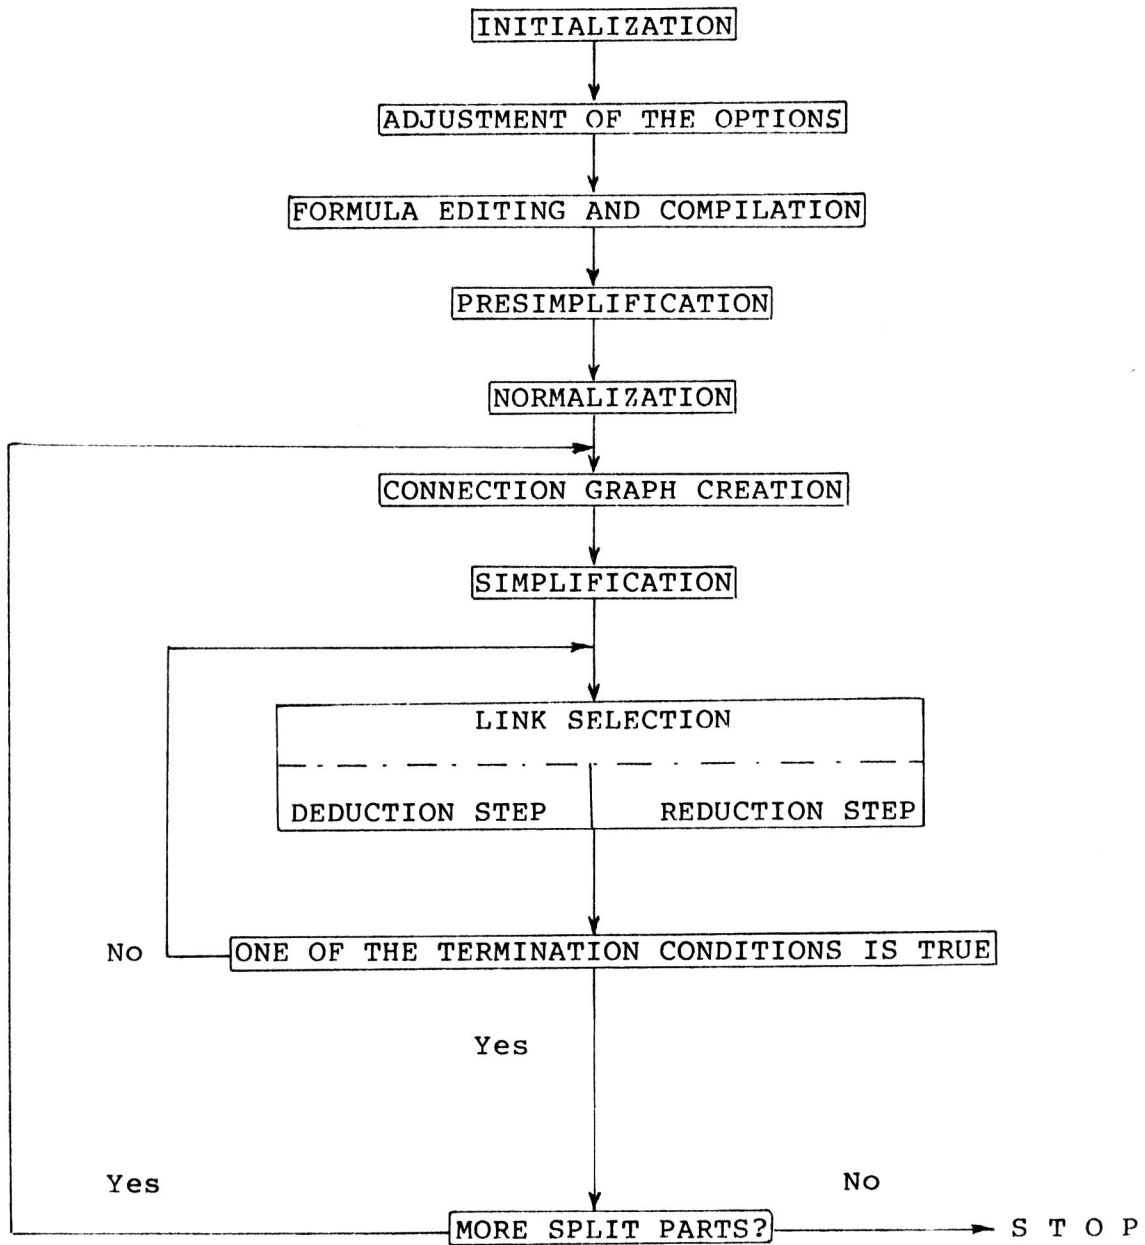 INITIALIZATION
ADJUSTMENT OF THE OPTIONS
FORMULA EDITING AND COMPILATION
PRESIMPLIFICATION
NORMALIZATION
CONNECTION GRAPH CREATION
SIMPLIFICATION
LINK SELECTION
DEDUCTION STEP REDUCTION STEP
No ONE OF THE TERMINATION CONDITIONS IS TRUE
Yes
Yes No
MORE SPLIT PARTS? S T O P